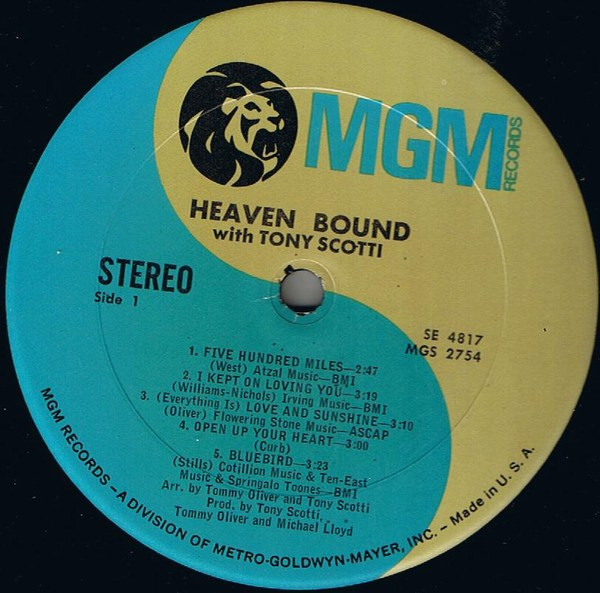 MGM
RECORDS
HEAVEN BOUND
with TONY SCOTTI
STEREO
Side 1
SE 4817
MGS 2754
1. FIVE HUNDRED MILES—2:47
(West) Atzal Music—BMI
2. I KEPT ON LOVING YOU—3:19
(Williams-Nichols) Irving Music—BMI
3. (Everything Is) LOVE AND SUNSHINE—3:10
(Oliver) Flowering Stone Music—ASCAP
4. OPEN UP YOUR HEART—3:00
(Curb)
5. BLUEBIRD—3:23
(Stills) Cotillion Music & Ten-East
Music & Springalo Toones—BMI
Arr. by Tommy Oliver and Tony Scotti
Prod. by Tony Scotti,
Tommy Oliver and Michael Lloyd
MGM RECORDS – A DIVISION OF METRO-GOLDWYN-MAYER, INC. – Made in U. S. A.